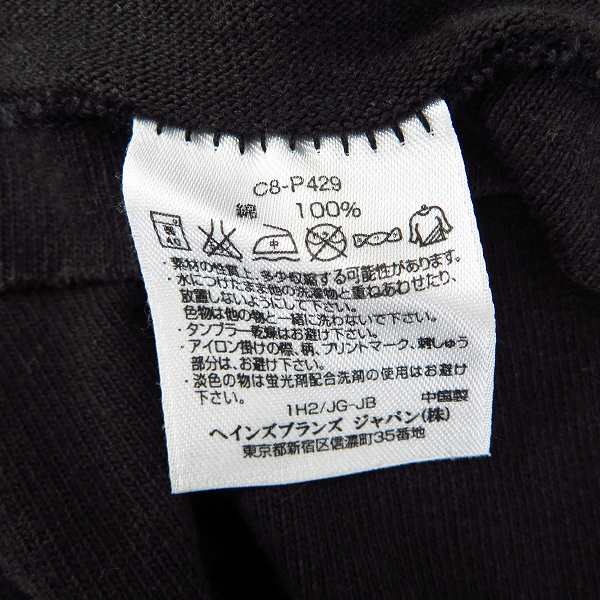 C8-P429
綿 100%
弱
40
中
・素材の性質上、多少収縮する可能性があります。
・水につけたまま他の洗濯物と重ねあわせたり、
放置しないようにして下さい。
色物は他の物と一緒に洗わないで下さい。
・タンブラー乾燥はお避け下さい。
・アイロン掛けの際、柄、プリントマーク、刺しゅう
部分は、お避け下さい。
・淡色の物は蛍光剤配合洗剤の使用はお避け
下さい。
1H2/JG-JB 中国製
ヘインズブランズ ジャパン(株)
東京都新宿区信濃町35番地